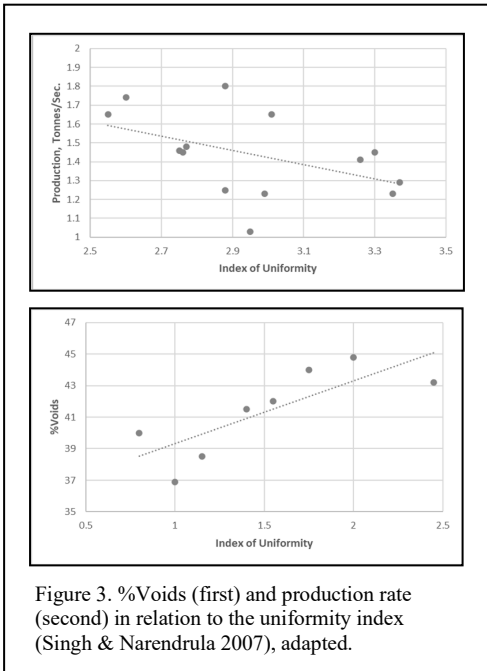 2
1.9
1.8
1.7
1.6
1.5
1.4
1.3
1.2
1.1
1
Production, Tonnes/Sec.
2.5 2.7 2.9 3.1 3.3 3.5
Index of Uniformity
47
45
43
41
39
37
35
%Voids
0.5 1 1.5 2 2.5
Index of Uniformity
Figure 3. %Voids (first) and production rate
(second) in relation to the uniformity index
(Singh & Narendrula 2007), adapted.